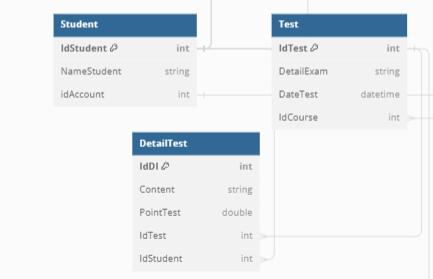 Student
IdStudent int
NameStudent string
idAccount int
Test
IdTest int
DetailExam string
DateTest datetime
IdCourse int
DetailTest
IdDl int
Content string
PointTest double
IdTest int
IdStudent int